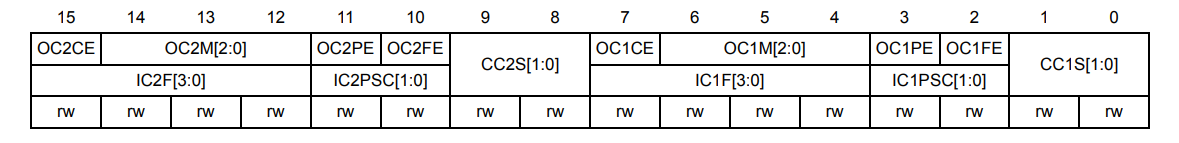 15 14 13 12 11 10 9 8 7 6 5 4 3 2 1 0
OC2CE OC2M[2:0] OC2PE OC2FE CC2S[1:0] OC1CE OC1M[2:0] OC1PE OC1FE CC1S[1:0]
IC2F[3:0] IC2PSC[1:0] IC1F[3:0] IC1PSC[1:0]
rw rw rw rw rw rw rw rw rw rw rw rw rw rw rw rw